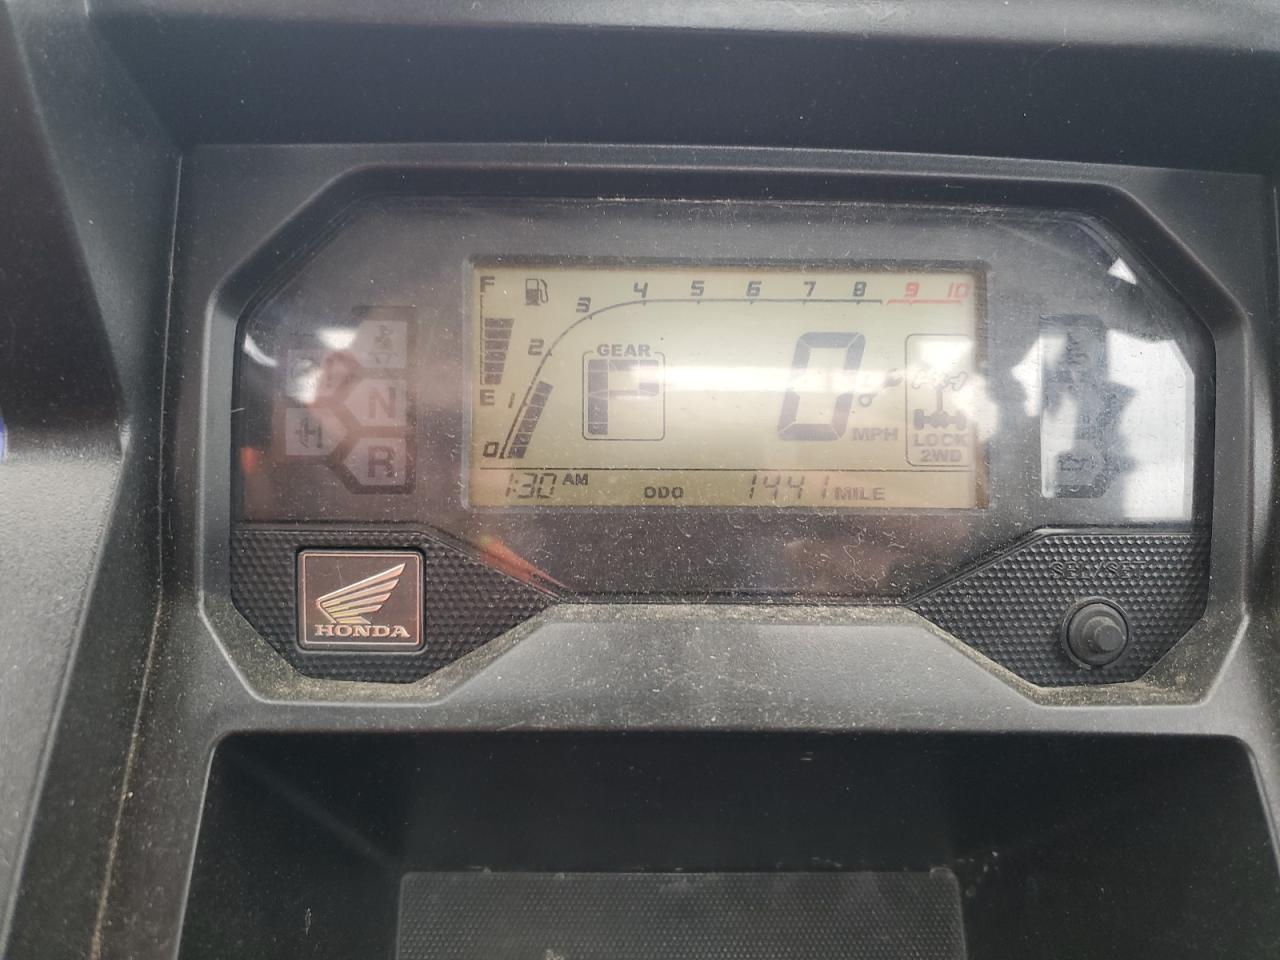 F
3 4 5 6 7 8 9 10
2
GEAR
P
0
E
1
N
H
MPH
LOCK
0
R
2WD
1:30 AM
ODO
1441 MILE
SEL/SET
HONDA